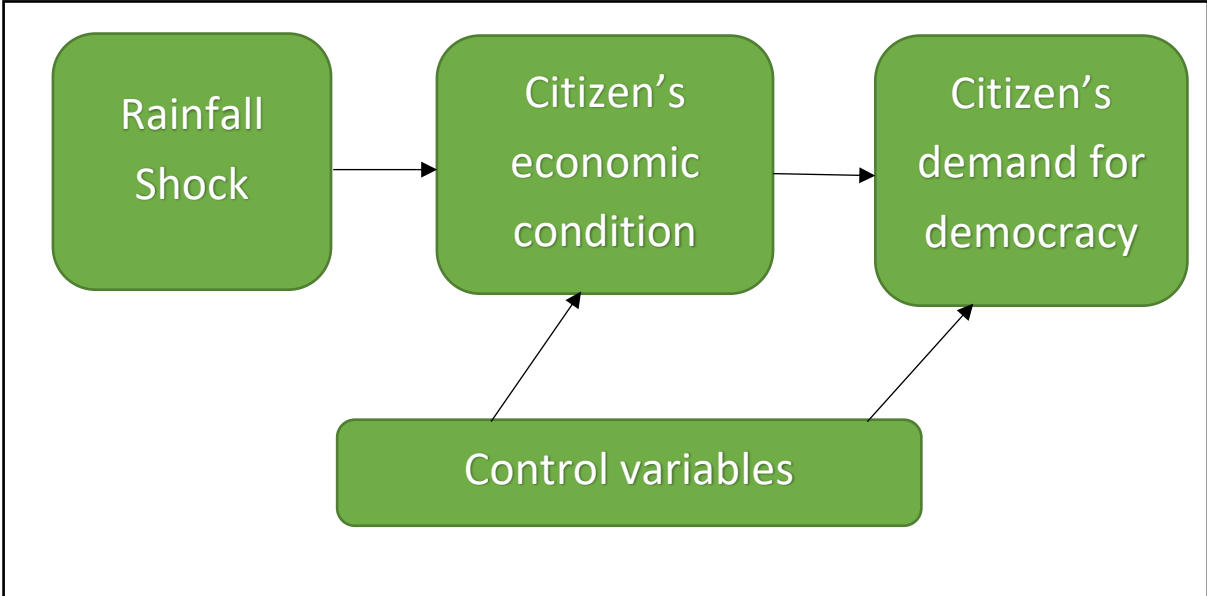 Rainfall
Shock
Citizen’s
economic
condition
Citizen’s
demand for
democracy
Control variables